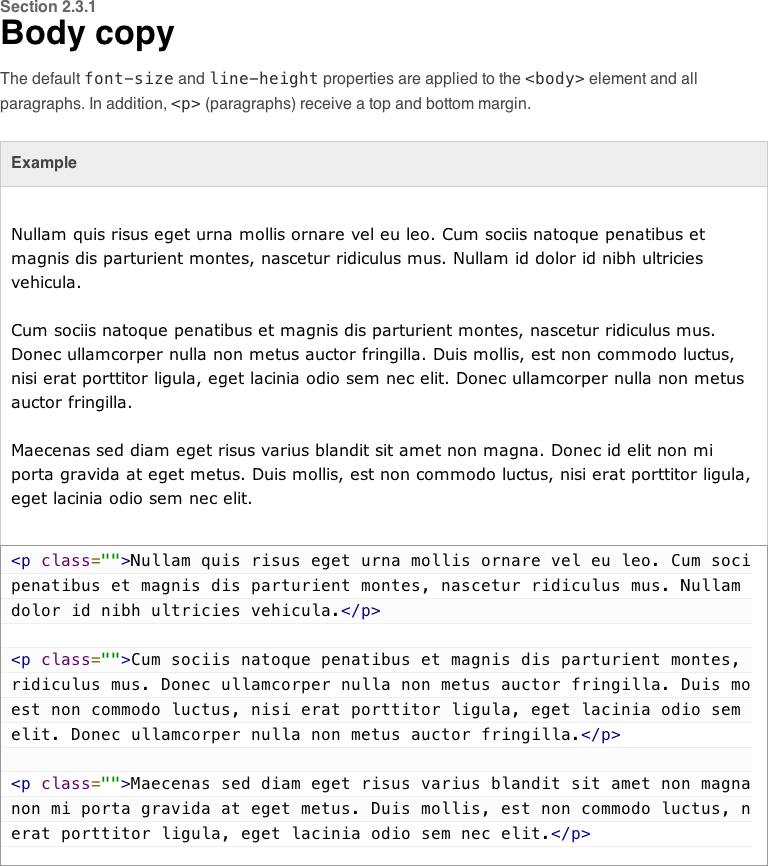 Section 2.3.1
Body copy
The default font-size and line-height properties are applied to the <body> element and all
paragraphs. In addition, <p> (paragraphs) receive a top and bottom margin.
Example
Nullam quis risus eget urna mollis ornare vel eu leo. Cum sociis natoque penatibus et
magnis dis parturient montes, nascetur ridiculus mus. Nullam id dolor id nibh ultricies
vehicula.
Cum sociis natoque penatibus et magnis dis parturient montes, nascetur ridiculus mus.
Donec ullamcorper nulla non metus auctor fringilla. Duis mollis, est non commodo luctus,
nisi erat porttitor ligula, eget lacinia odio sem nec elit. Donec ullamcorper nulla non metus
auctor fringilla.
Maecenas sed diam eget risus varius blandit sit amet non magna. Donec id elit non mi
porta gravida at eget metus. Duis mollis, est non commodo luctus, nisi erat porttitor ligula,
eget lacinia odio sem nec elit.
<p class="">Nullam quis risus eget urna mollis ornare vel eu leo. Cum soci
penatibus et magnis dis parturient montes, nascetur ridiculus mus. Nullam
dolor id nibh ultricies vehicula.</p>
<p class="">Cum sociis natoque penatibus et magnis dis parturient montes,
ridiculus mus. Donec ullamcorper nulla non metus auctor fringilla. Duis mo
est non commodo luctus, nisi erat porttitor ligula, eget lacinia odio sem
elit. Donec ullamcorper nulla non metus auctor fringilla.</p>
<p class="">Maecenas sed diam eget risus varius blandit sit amet non magna
non mi porta gravida at eget metus. Duis mollis, est non commodo luctus, n
erat porttitor ligula, eget lacinia odio sem nec elit.</p>